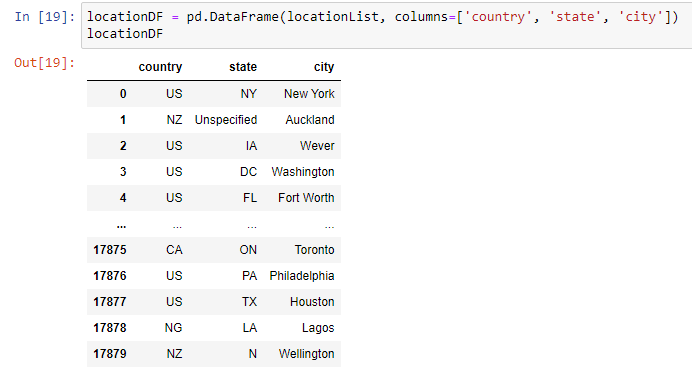 In [19]: locationDF = pd.DataFrame(locationList, columns=['country', 'state', 'city'])
locationDF
Out[19]:
country state city
0 US NY New York
1 NZ Unspecified Auckland
2 US IA Wever
3 US DC Washington
4 US FL Fort Worth
... ... ... ...
17875 CA ON Toronto
17876 US PA Philadelphia
17877 US TX Houston
17878 NG LA Lagos
17879 NZ N Wellington